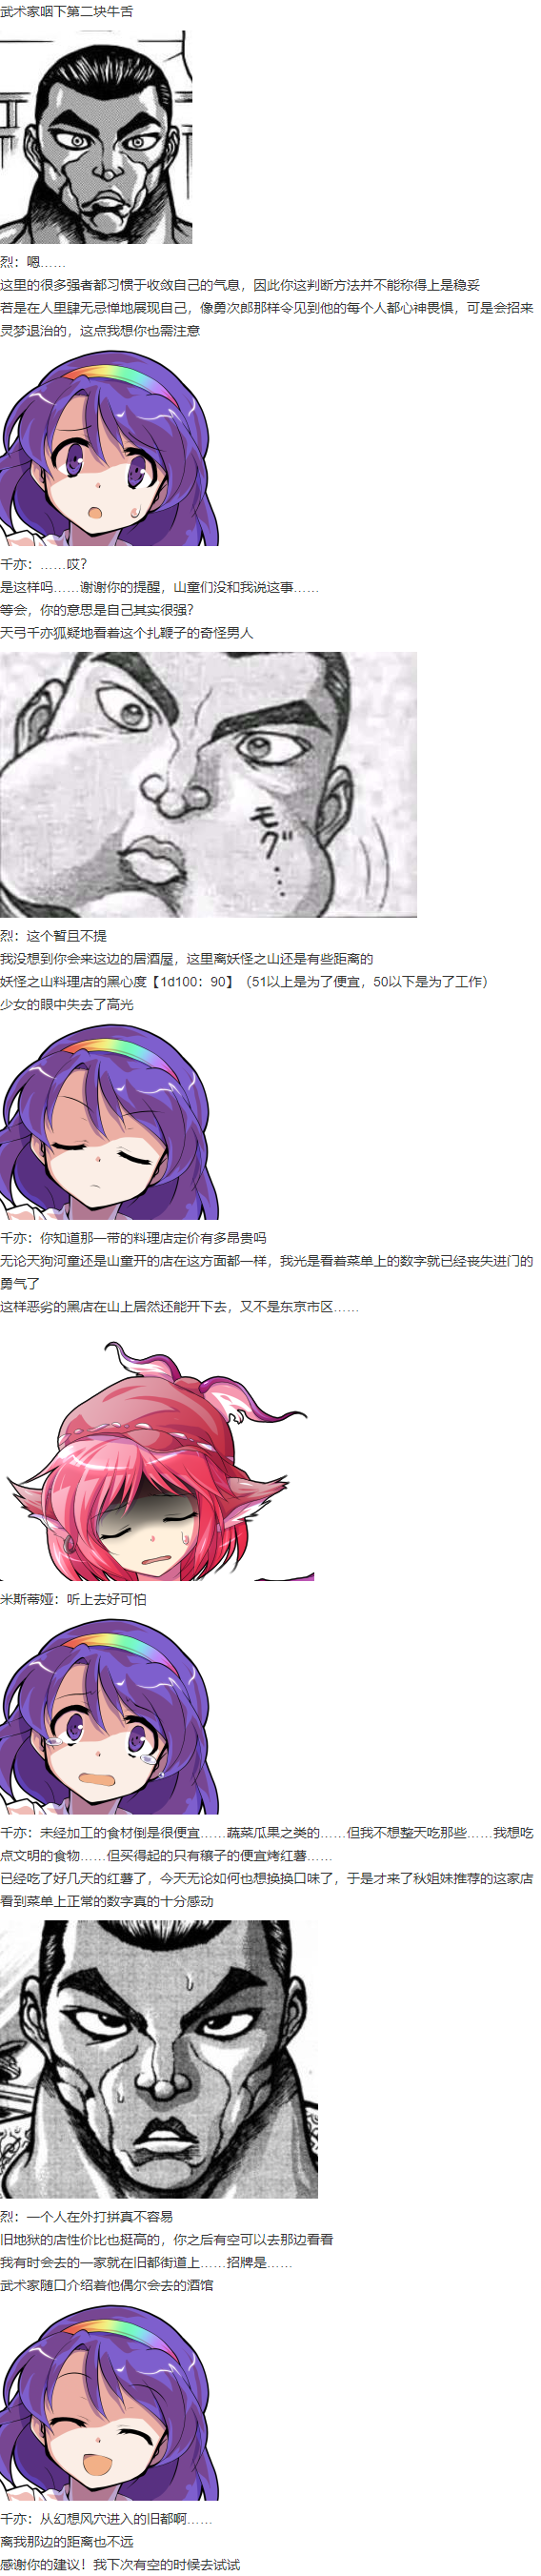 武术家咽下第二块牛舌
烈：嗯……
这里的很多强者都习惯于收敛自己的气息，因此你这判断方法并不能称得上是稳妥
若是在人里肆无忌惮地展现自己，像勇次郎那样令见到他的每个人都心神畏惧，可是会招来
灵梦退治的，这点我想你也需注意
千亦：……哎？
是这样吗……谢谢你的提醒，山童们没和我说这事……
等会，你的意思是自己其实很强？
天弓千亦狐疑地看着这个扎鞭子的奇怪男人
モグ…
烈：这个暂且不提
我没想到你会来这边的居酒屋，这里离妖怪之山还是有些距离的
妖怪之山料理店的黑心度【1d100：90】（51以上是为了便宜，50以下是为了工作）
少女的眼中失去了高光
千亦：你知道那一带的料理店定价有多昂贵吗
无论天狗河童还是山童开的店在这方面都一样，我光是看着菜单上的数字就已经丧失进门的
勇气了
这样恶劣的黑店在山上居然还能开下去，又不是东京市区……
米斯蒂娅：听上去好可怕
千亦：未经加工的食材倒是很便宜……蔬菜瓜果之类的……但我不想整天吃那些……我想吃
点文明的食物……但买得起的只有穰子的便宜烤红薯……
已经吃了好几天的红薯了，今天无论如何也想换换口味了，于是才来了秋姐妹推荐的这家店
看到菜单上正常的数字真的十分感动
烈：一个人在外打拼真不容易
旧地狱的店性价比也挺高的，你之后有空可以去那边看看
我有时会去的一家就在旧都街道上……招牌是……
武术家随口介绍着他偶尔会去的酒馆
千亦：从幻想风穴进入的旧都啊……
离我那边的距离也不远
感谢你的建议！我下次有空的时候去试试